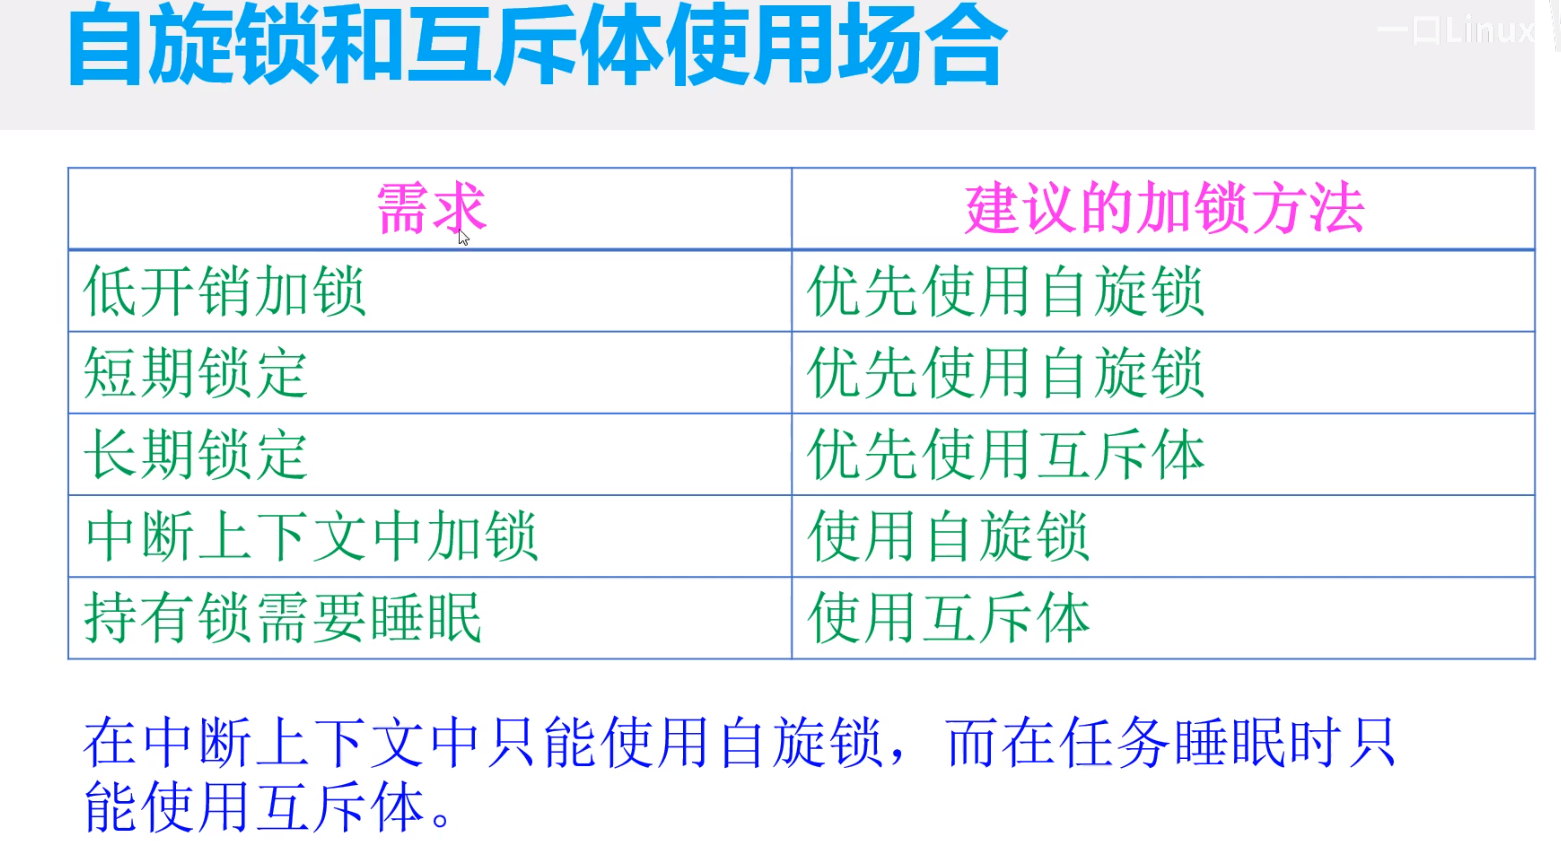 自旋锁和互斥体使用场合
一口Linux
需求 建议的加锁方法
低开销加锁 优先使用自旋锁
短期锁定 优先使用自旋锁
长期锁定 优先使用互斥体
中断上下文中加锁 使用自旋锁
持有锁需要睡眠 使用互斥体
在中断上下文中只能使用自旋锁，而在任务睡眠时只
能使用互斥体。